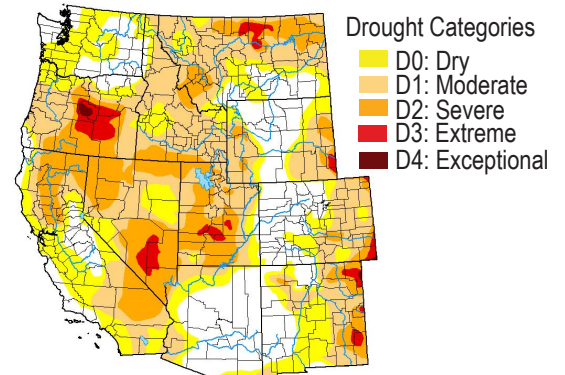 Drought Categories
D0: Dry
D1: Moderate
D2: Severe
D3: Extreme
D4: Exceptional